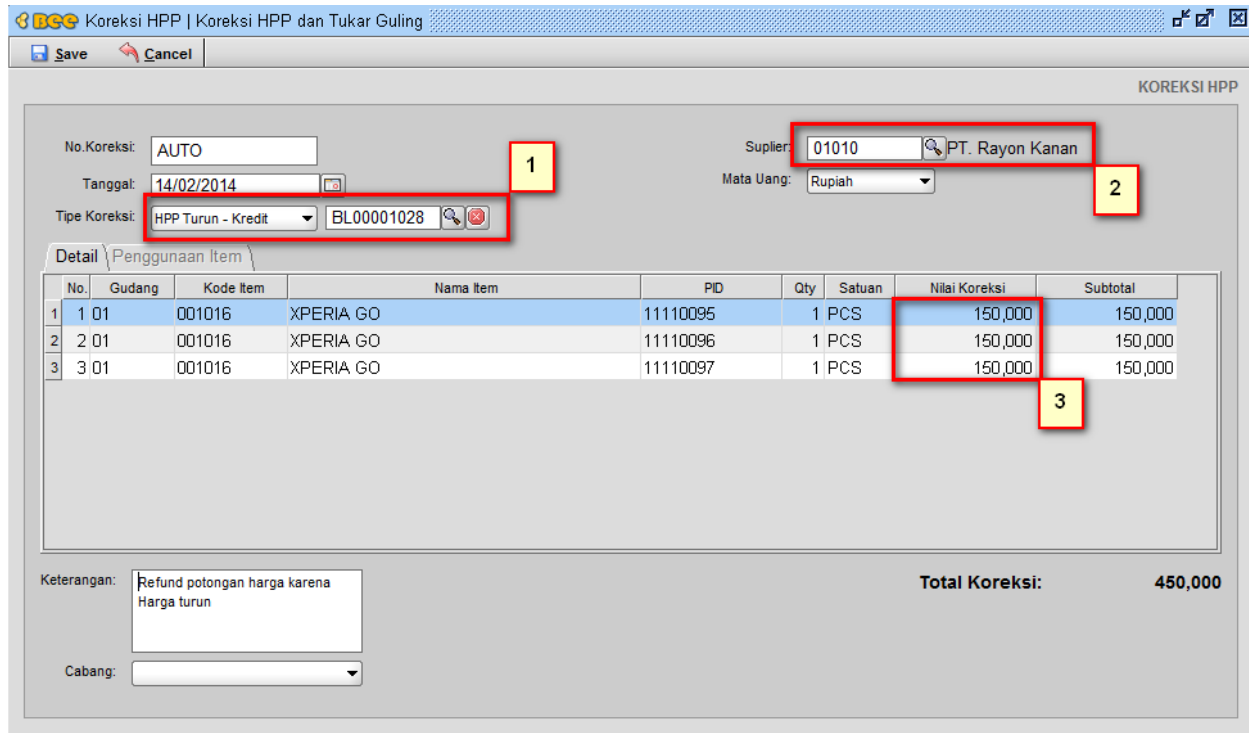 Bee Koreksi HPP | Koreksi HPP dan Tukar Guling
Save Cancel
KOREKSI HPP
No.Koreksi: AUTO
Tanggal: 14/02/2014
Tipe Koreksi: HPP Turun - Kredit BL00001028
1
Suplier: 01010 PT. Rayon Kanan
Mata Uang: Rupiah
2
Detail Penggunaan Item
No. Gudang Kode Item Nama Item PID Qty Satuan Nilai Koreksi Subtotal
1 1 01 001016 XPERIA GO 11110095 1 PCS 150,000 150,000
2 2 01 001016 XPERIA GO 11110096 1 PCS 150,000 150,000
3 3 01 001016 XPERIA GO 11110097 1 PCS 150,000 150,000
3
Keterangan: Refund potongan harga karena
Harga turun
Total Koreksi: 450,000
Cabang: